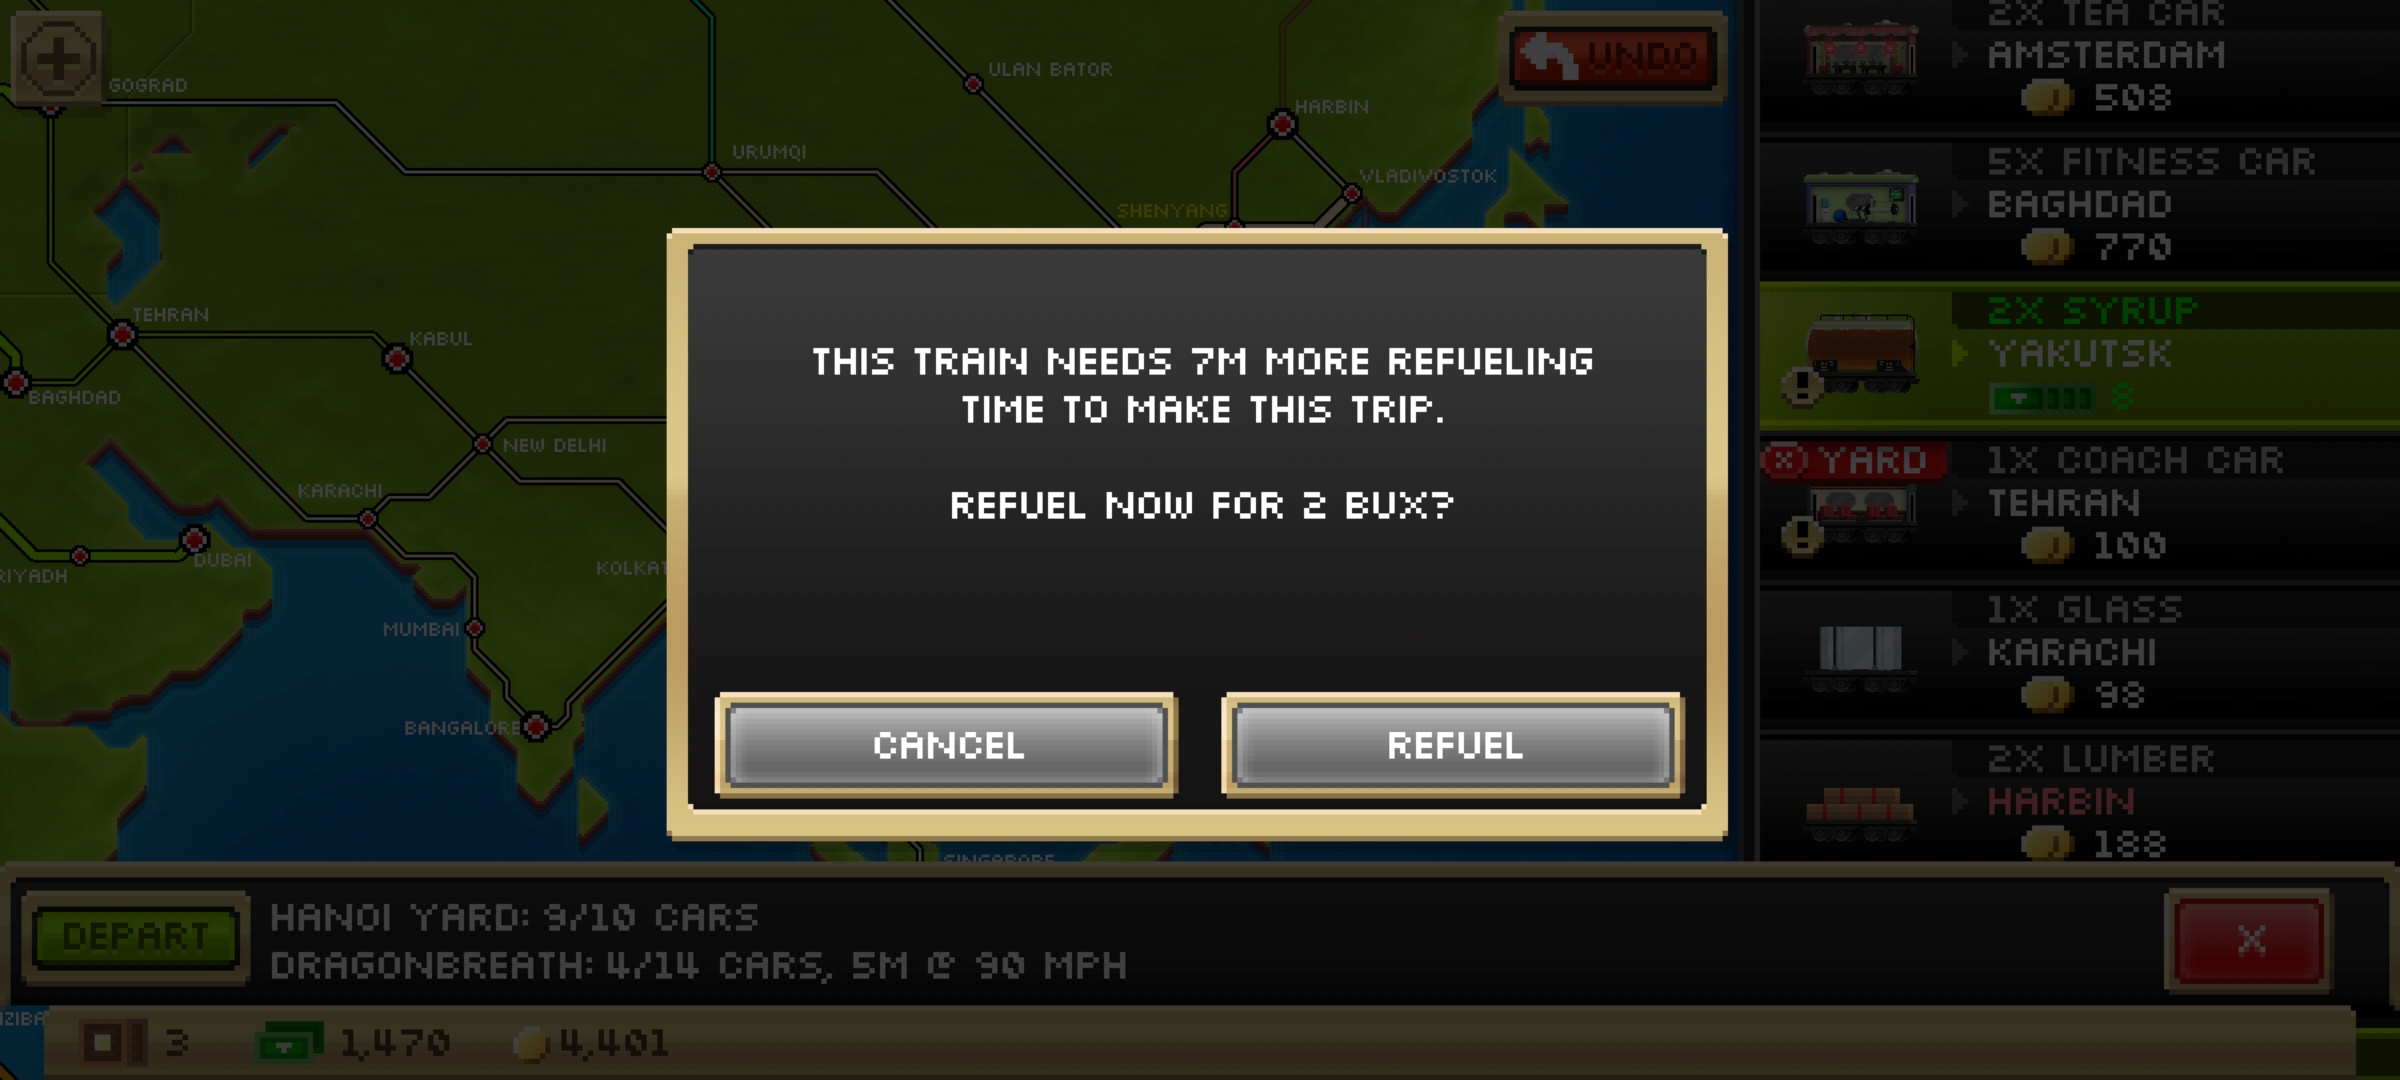 GOGRAD
ULAN BATOR
UNDO
HARBIN
URUMQI
VLADIVOSTOK
SHENYANG
TEHRAN
KABUL
BAGHDAD
NEW DELHI
KARACHI
DUBAI
RIYADH
KOLKAT
MUMBAI
BANGALORE
SINGAPORE
THIS TRAIN NEEDS 7M MORE REFUELING
TIME TO MAKE THIS TRIP.
REFUEL NOW FOR 2 BUX?
CANCEL
REFUEL
2X TEA CAR
AMSTERDAM
508
5X FITNESS CAR
BAGHDAD
770
2X SYRUP
YAKUTSK
8
X YARD
1X COACH CAR
TEHRAN
100
1X GLASS
KARACHI
98
2X LUMBER
HARBIN
188
DEPART
HANOI YARD: 9/10 CARS
DRAGONBREATH: 4/14 CARS, 5M @ 90 MPH
X
NZIBA
3
1,470
4,401